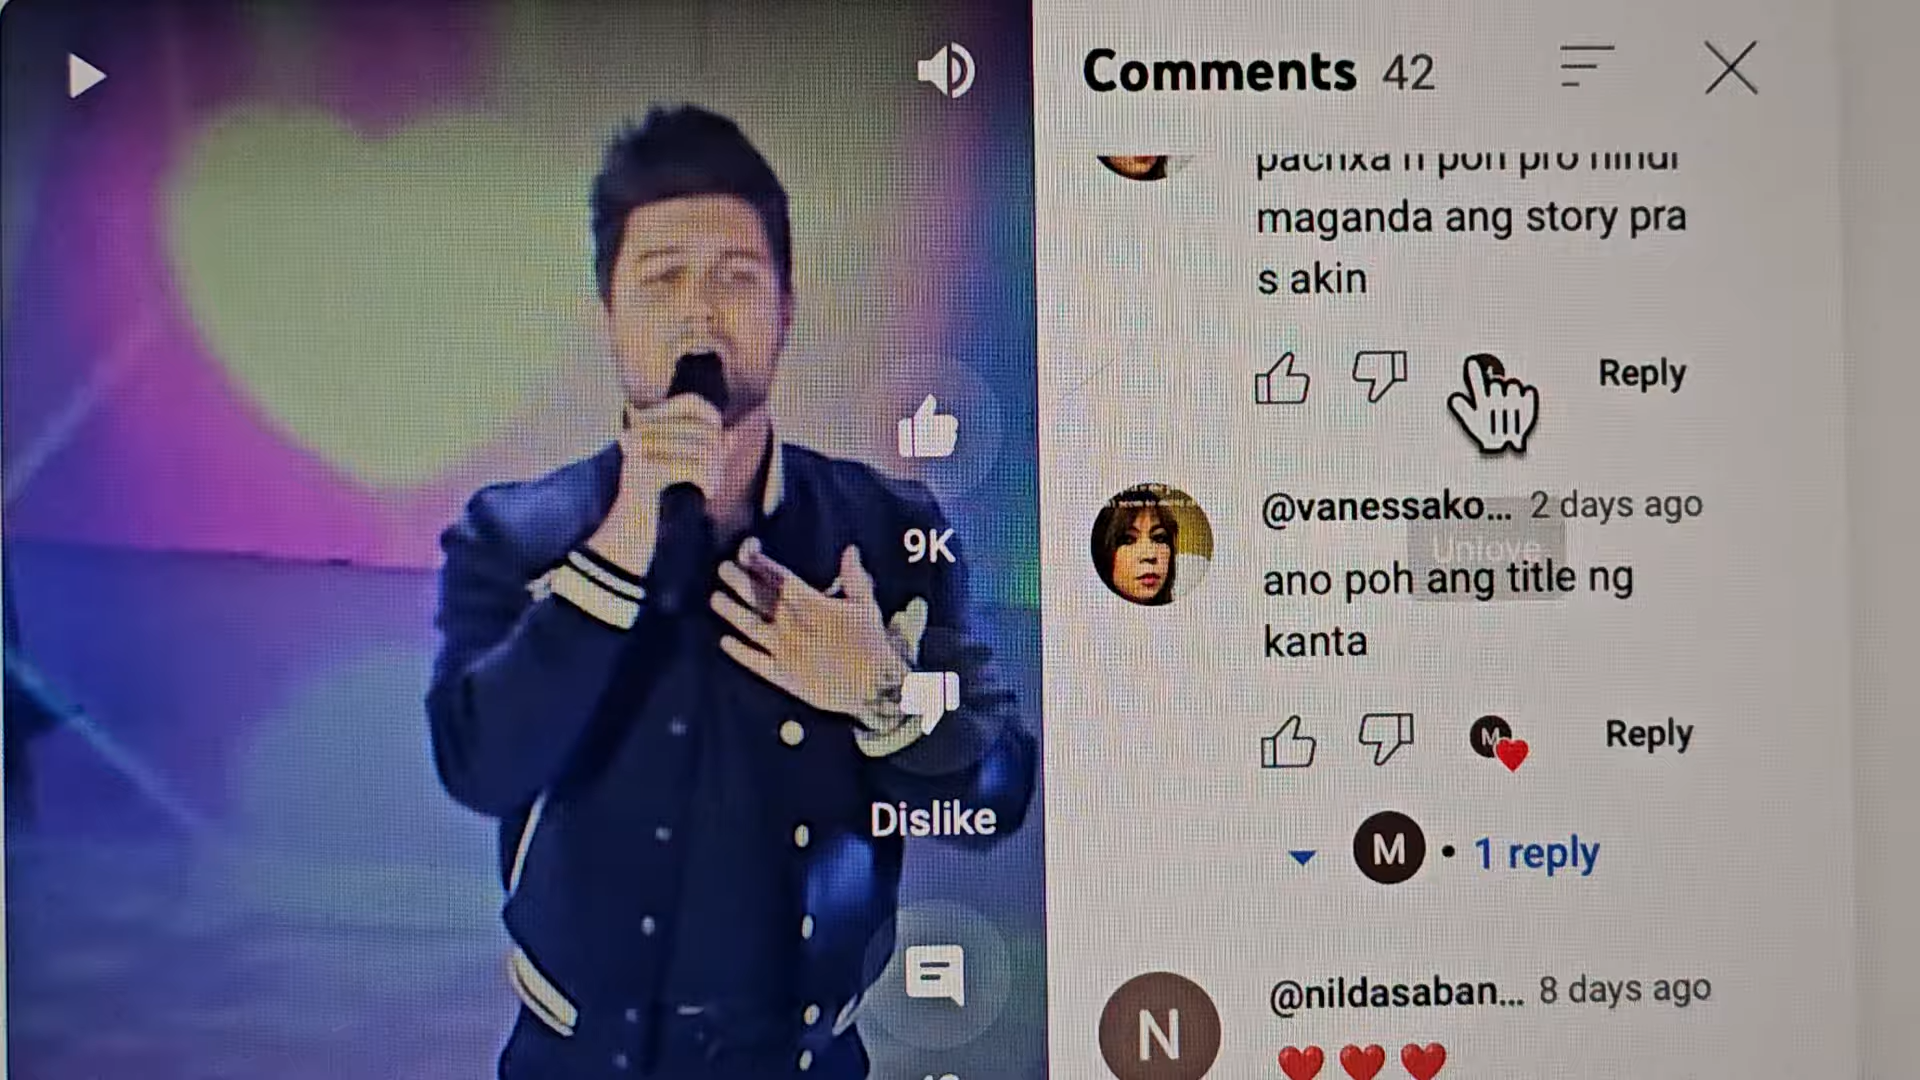 Comments 42
maganda ang story pra
s akin
Reply
@vanessako... 2 days ago
Unlove
ano poh ang title ng
kanta
M
Reply
M • 1 reply
@nildasaban... 8 days ago
N
9K
Dislike